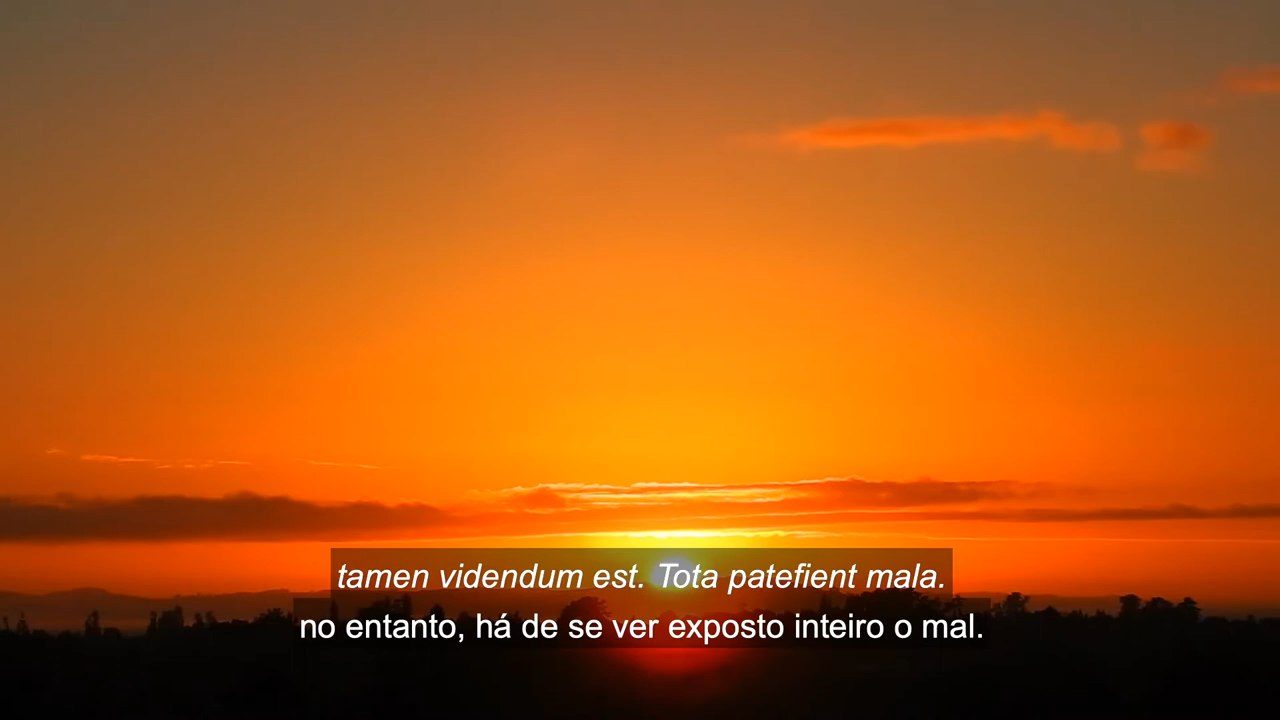 tamen videndum est. Tota patefient mala.
no entanto, há de se ver exposto inteiro o mal.